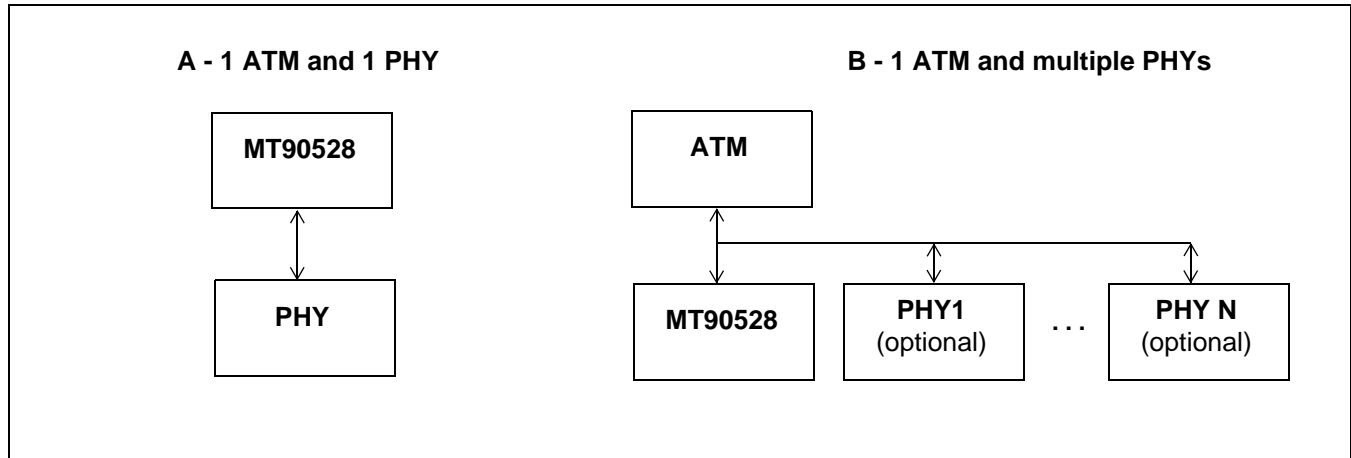 A - 1 ATM and 1 PHY
B - 1 ATM and multiple PHYs
MT90528
PHY
ATM
MT90528
PHY1
(optional)
. . .
PHY N
(optional)